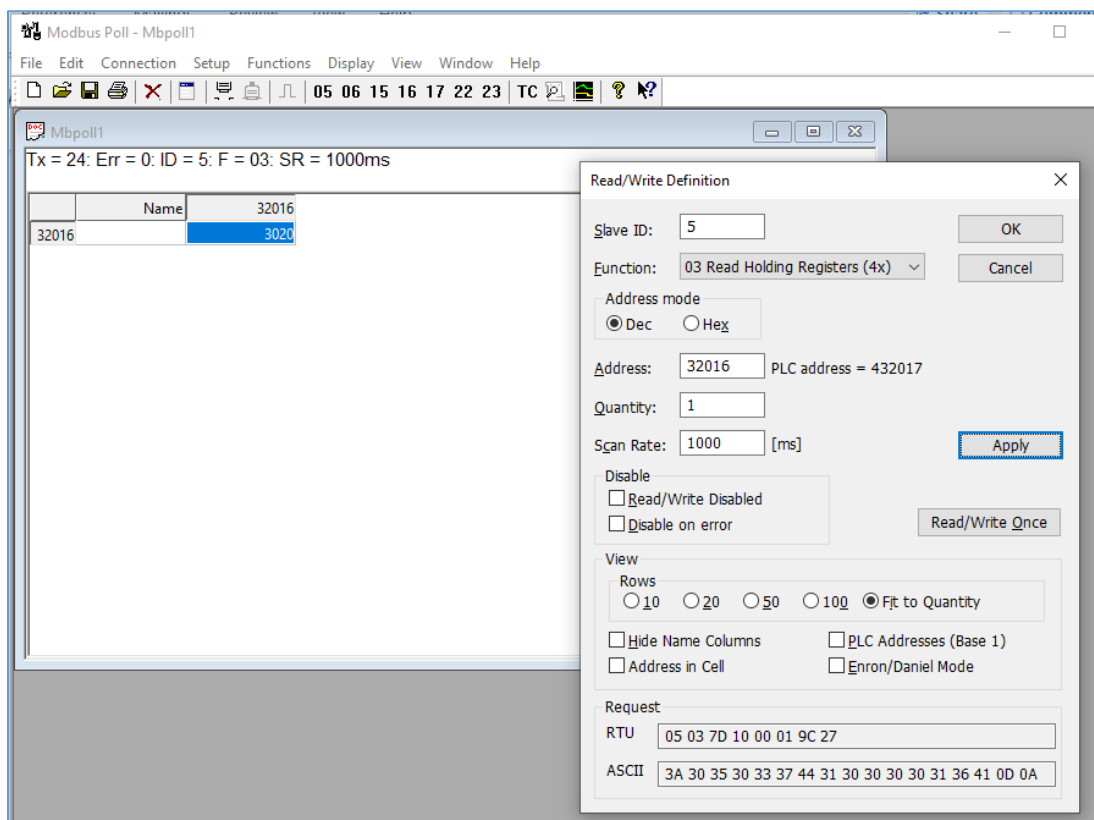 Modbus Poll - Mbpoll1
File Edit Connection Setup Functions Display View Window Help
05 06 15 16 17 22 23 TC
Mbpoll1
Tx = 24: Err = 0: ID = 5: F = 03: SR = 1000ms
Name 32016
32016 3020
Read/Write Definition
Slave ID: 5 OK
Function: 03 Read Holding Registers (4x) Cancel
Address mode
Dec Hex
Address: 32016 PLC address = 432017
Quantity: 1
Scan Rate: 1000 [ms] Apply
Disable
Read/Write Disabled
Disable on error Read/Write Once
View
Rows
10 20 50 100 Fit to Quantity
Hide Name Columns PLC Addresses (Base 1)
Address in Cell Enron/Daniel Mode
Request
RTU 05 03 7D 10 00 01 9C 27
ASCII 3A 30 35 30 33 37 44 31 30 30 30 30 31 36 41 0D 0A